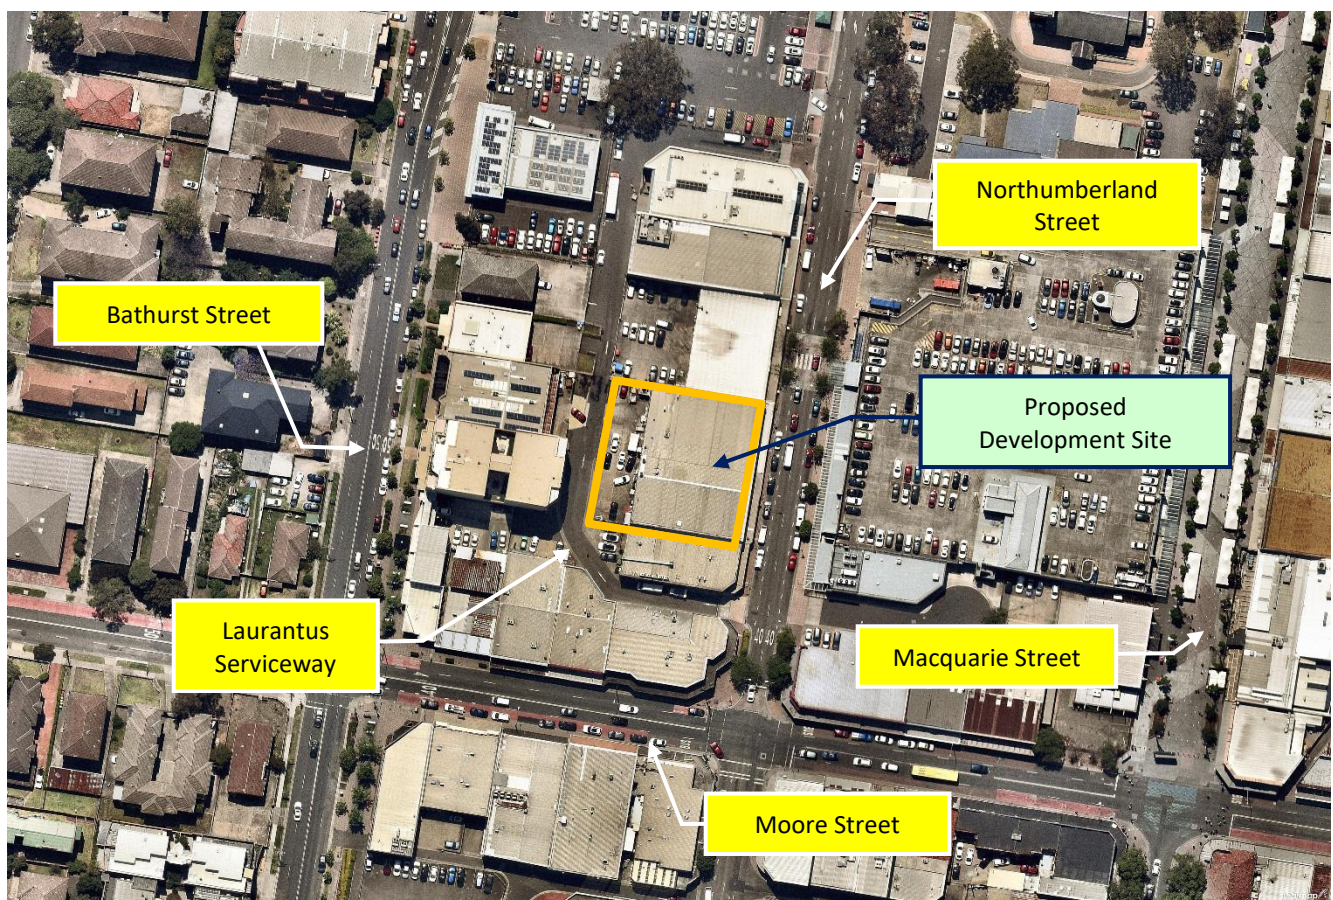 Northumberland
Street
Bathurst Street
Proposed
Development Site
Laurantus
Serviceway
Macquarie Street
Moore Street